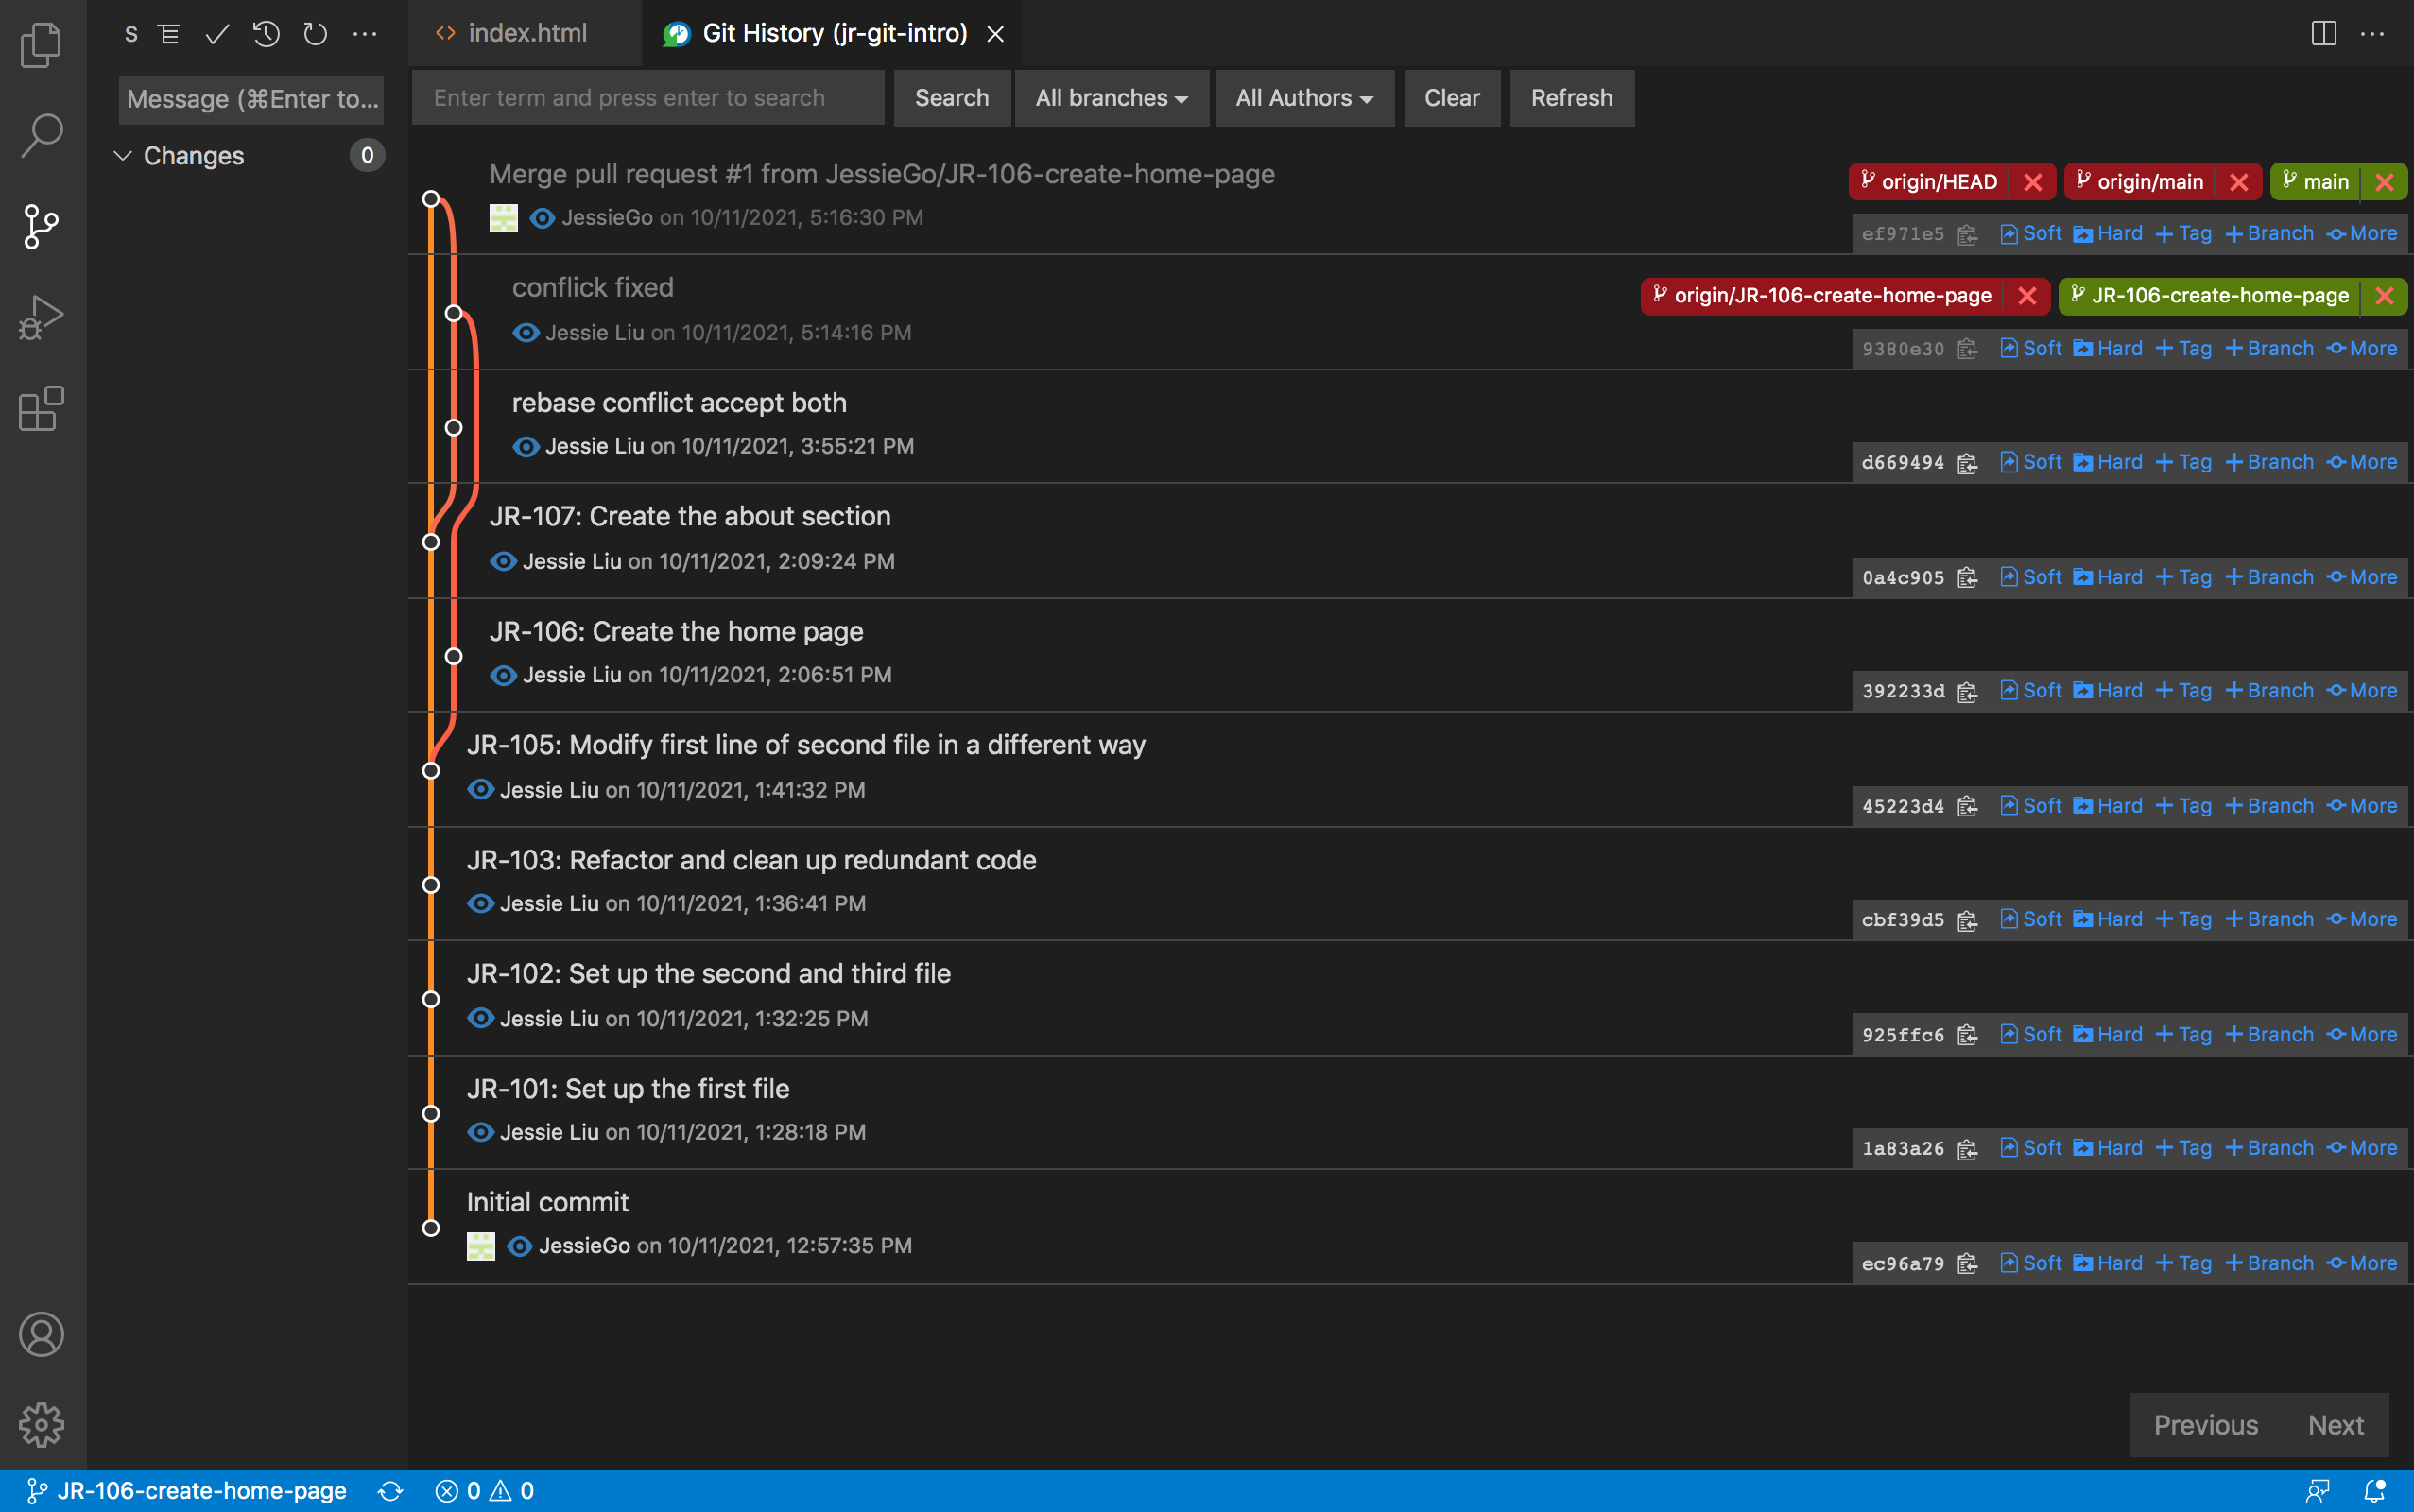 S
index.html
Git History (jr-git-intro)
Message (⌘Enter to...
Enter term and press enter to search
Search
All branches
All Authors
Clear
Refresh
Changes
0
Merge pull request #1 from JessieGo/JR-106-create-home-page
origin/HEAD
origin/main
main
JessieGo on 10/11/2021, 5:16:30 PM
ef971e5 Soft Hard Tag Branch More
conflick fixed
origin/JR-106-create-home-page
JR-106-create-home-page
Jessie Liu on 10/11/2021, 5:14:16 PM
9380e30 Soft Hard Tag Branch More
rebase conflict accept both
Jessie Liu on 10/11/2021, 3:55:21 PM
d669494 Soft Hard Tag Branch More
JR-107: Create the about section
Jessie Liu on 10/11/2021, 2:09:24 PM
0a4c905 Soft Hard Tag Branch More
JR-106: Create the home page
Jessie Liu on 10/11/2021, 2:06:51 PM
392233d Soft Hard Tag Branch More
JR-105: Modify first line of second file in a different way
Jessie Liu on 10/11/2021, 1:41:32 PM
45223d4 Soft Hard Tag Branch More
JR-103: Refactor and clean up redundant code
Jessie Liu on 10/11/2021, 1:36:41 PM
cbf39d5 Soft Hard Tag Branch More
JR-102: Set up the second and third file
Jessie Liu on 10/11/2021, 1:32:25 PM
925ffc6 Soft Hard Tag Branch More
JR-101: Set up the first file
Jessie Liu on 10/11/2021, 1:28:18 PM
1a83a26 Soft Hard Tag Branch More
Initial commit
JessieGo on 10/11/2021, 12:57:35 PM
ec96a79 Soft Hard Tag Branch More
Previous
Next
JR-106-create-home-page
0
0